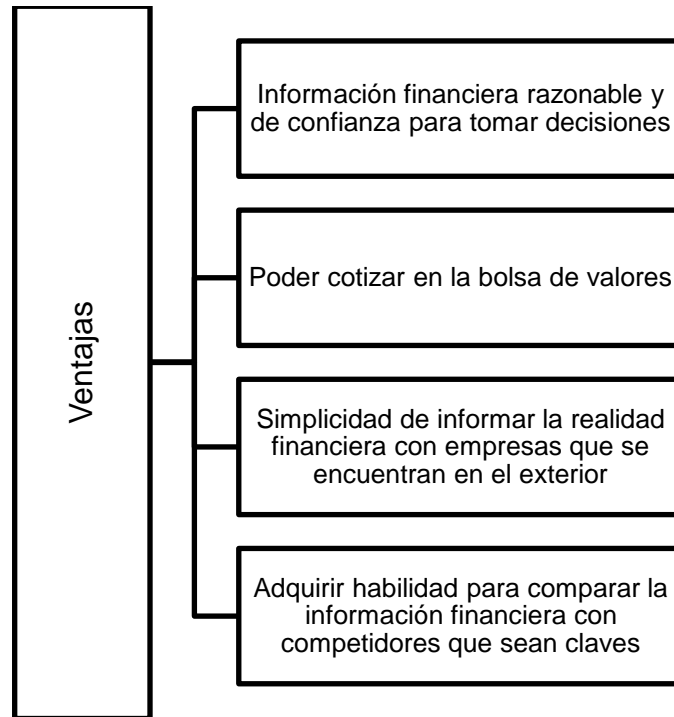 Ventajas
Información financiera razonable y
de confianza para tomar decisiones
Poder cotizar en la bolsa de valores
Simplicidad de informar la realidad
financiera con empresas que se
encuentran en el exterior
Adquirir habilidad para comparar la
información financiera con
competidores que sean claves